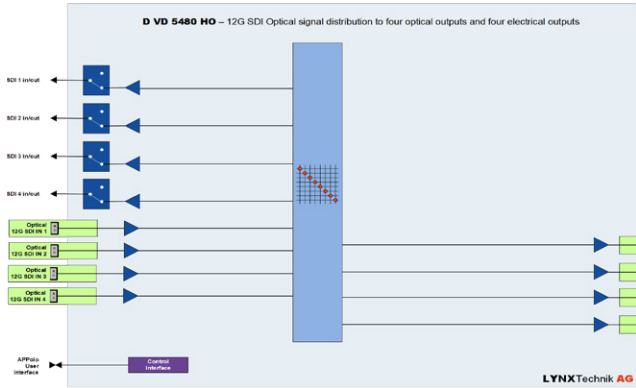 D VD 5480 HO – 12G SDI Optical signal distribution to four optical outputs and four electrical outputs
SDI 1 in/out
SDI 2 in/out
SDI 3 in/out
SDI 4 in/out
Optical
12G SDI IN 1
Optical
12G SDI IN 2
Optical
12G SDI IN 3
Optical
12G SDI IN 4
APPolo
User
Interface
Control
Interface
LYNXTechnik AG